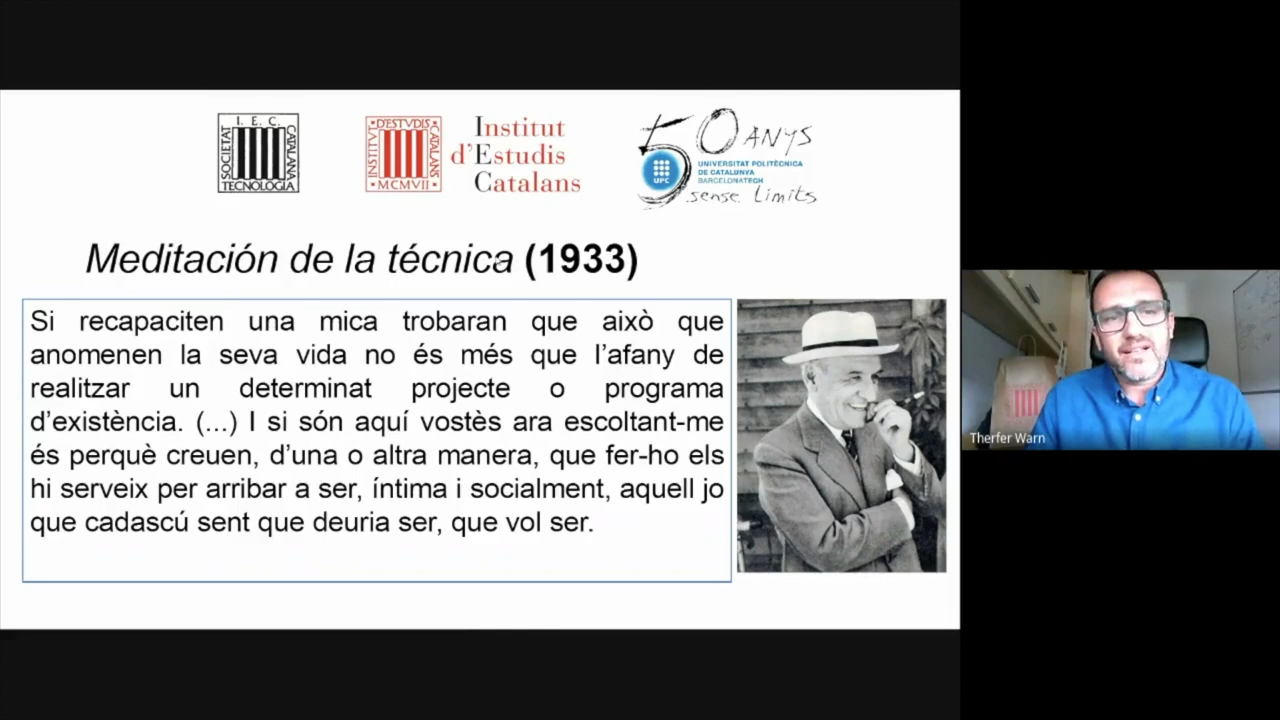 I. E. C.
SOCIETAT
CATALANA
TECNOLOGIA
INSTITVT
D'ESTVDIS
CATALANS
MCMVII
Institut
d'Estudis
Catalans
50 ANYS
UPC
UNIVERSITAT POLITÈCNICA
DE CATALUNYA
BARCELONATECH
sense límits
Meditación de la técnica (1933)
Si recapaciten una mica trobaran que això que
anomenen la seva vida no és més que l'afany de
realitzar un determinat projecte o programa
d'existència. (...) I si són aquí vostès ara escoltant-me
és perquè creuen, d'una o altra manera, que fer-ho els
hi serveix per arribar a ser, íntima i socialment, aquell jo
que cadascú sent que deuria ser, que vol ser.
Therfer Warn